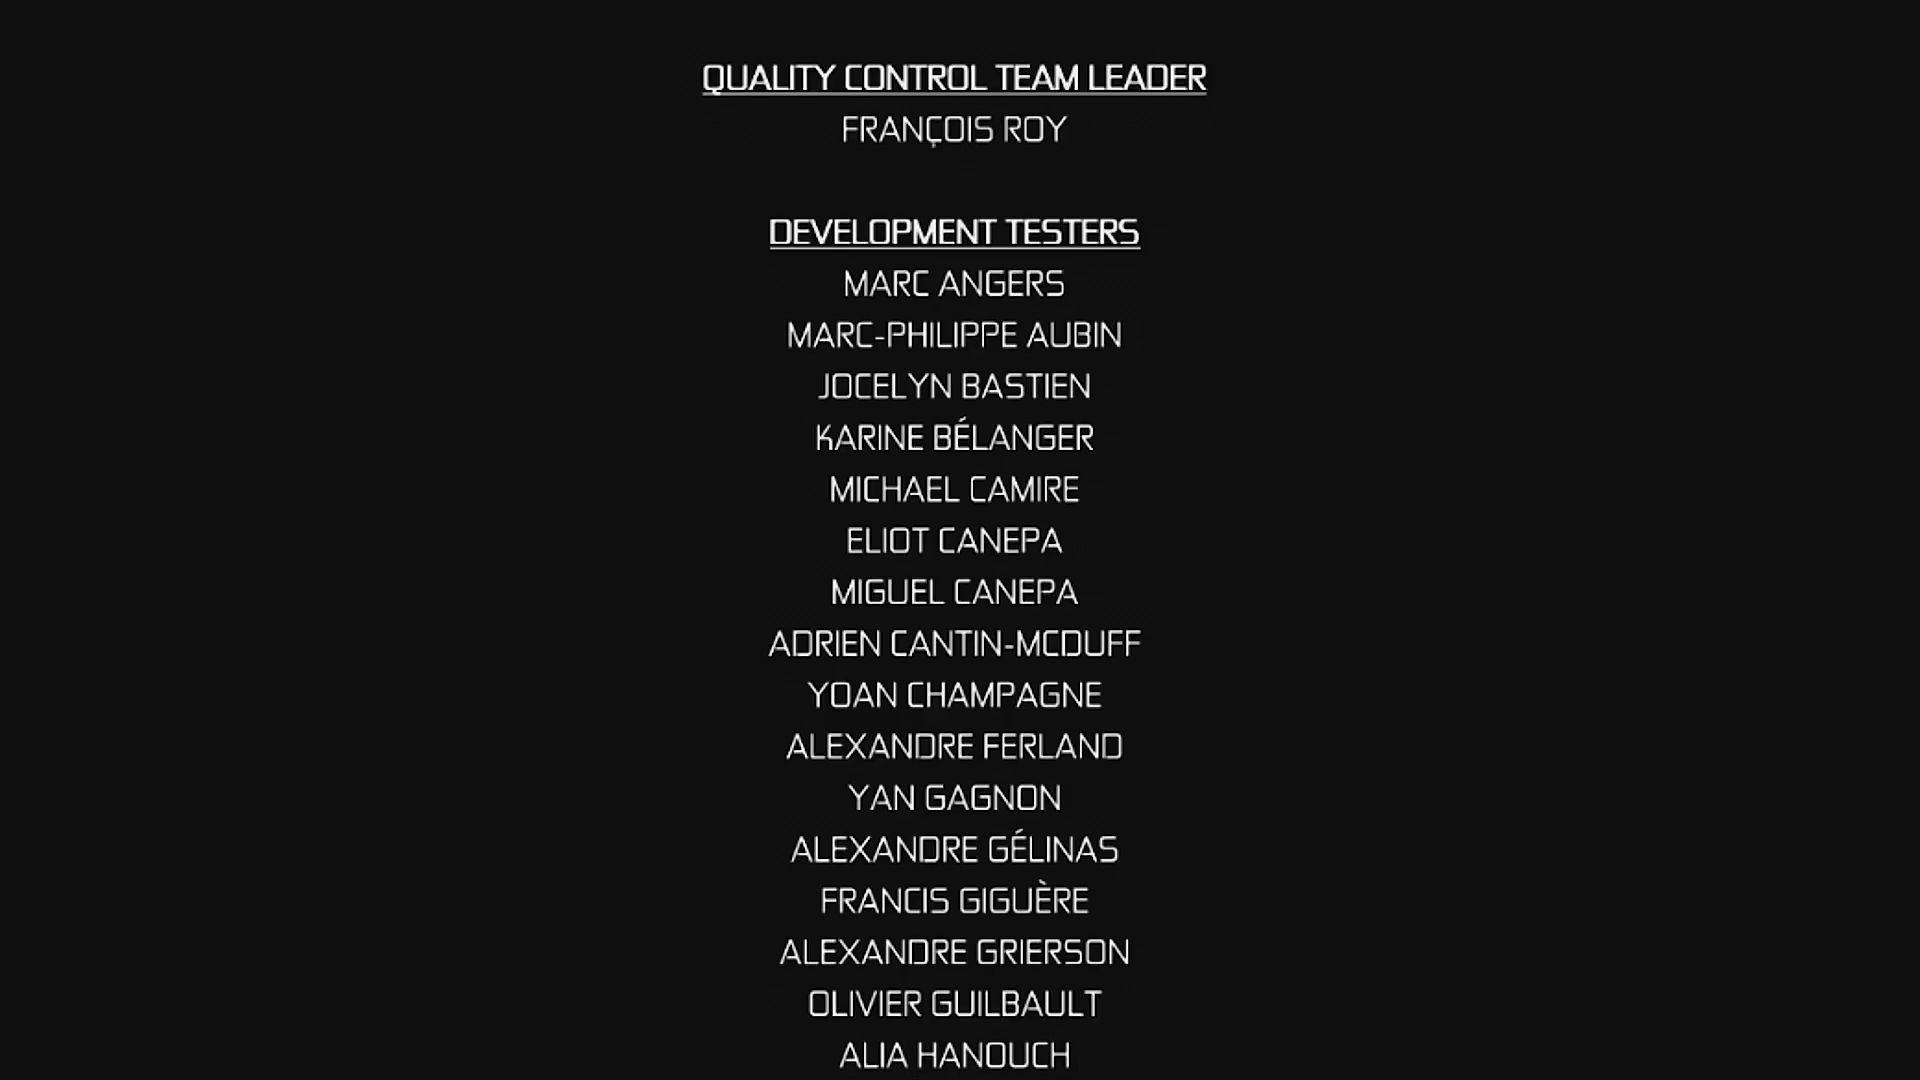 QUALITY CONTROL TEAM LEADER
FRANÇOIS ROY
DEVELOPMENT TESTERS
MARC ANGERS
MARC-PHILIPPE AUBIN
JOCELYN BASTIEN
KARINE BÉLANGER
MICHAEL CAMIRE
ELIOT CANEPA
MIGUEL CANEPA
ADRIEN CANTIN-MCDUFF
YOAN CHAMPAGNE
ALEXANDRE FERLAND
YAN GAGNON
ALEXANDRE GÉLINAS
FRANCIS GIGUÈRE
ALEXANDRE GRIERSON
OLIVIER GUILBAULT
ALIA HANOUCH